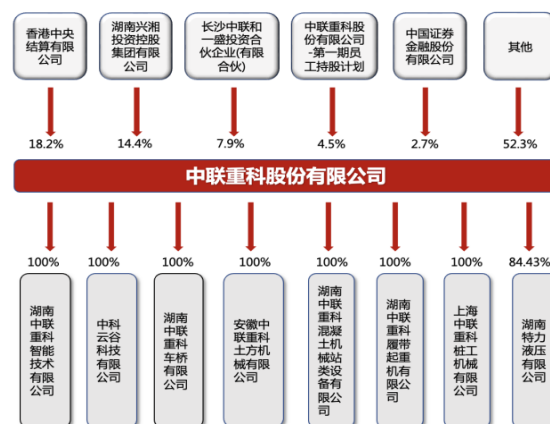 香港中央
结算有限
公司
湖南兴湘
投资控股
集团有限
公司
长沙中联和
一盛投资合
伙企业(有限
合伙)
中联重科股
份有限公司
-第一期员
工持股计划
中国证券
金融股份
有限公司
其他
18.2%
14.4%
7.9%
4.5%
2.7%
52.3%
中联重科股份有限公司
100%
100%
100%
100%
100%
100%
100%
84.43%
湖南
中联重科
智能
技术有
限公司
中科
云谷
科技有
限公司
湖南
中联重科
车桥有
限公司
安徽中
联重科
土方机
械有限
公司
湖南
中联重科
混凝
土机械站
类设备有
限公司
湖南
中联重科
履带
起重机有
限公司
上海
中联重科
桩工
机械有
限公司
湖南
特力
液压有
限公司